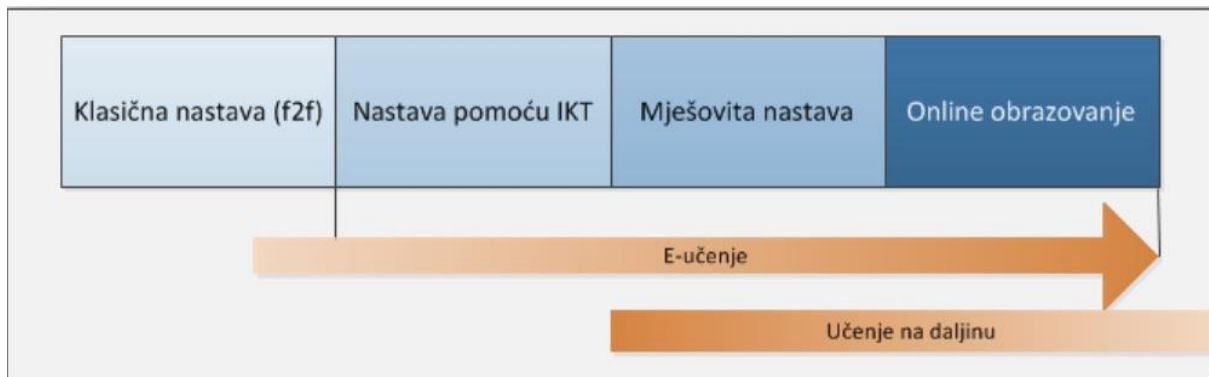 Klasična nastava (f2f)
Nastava pomoću IKT
Mješovita nastava
Online obrazovanje
E-učenje
Učenje na daljinu